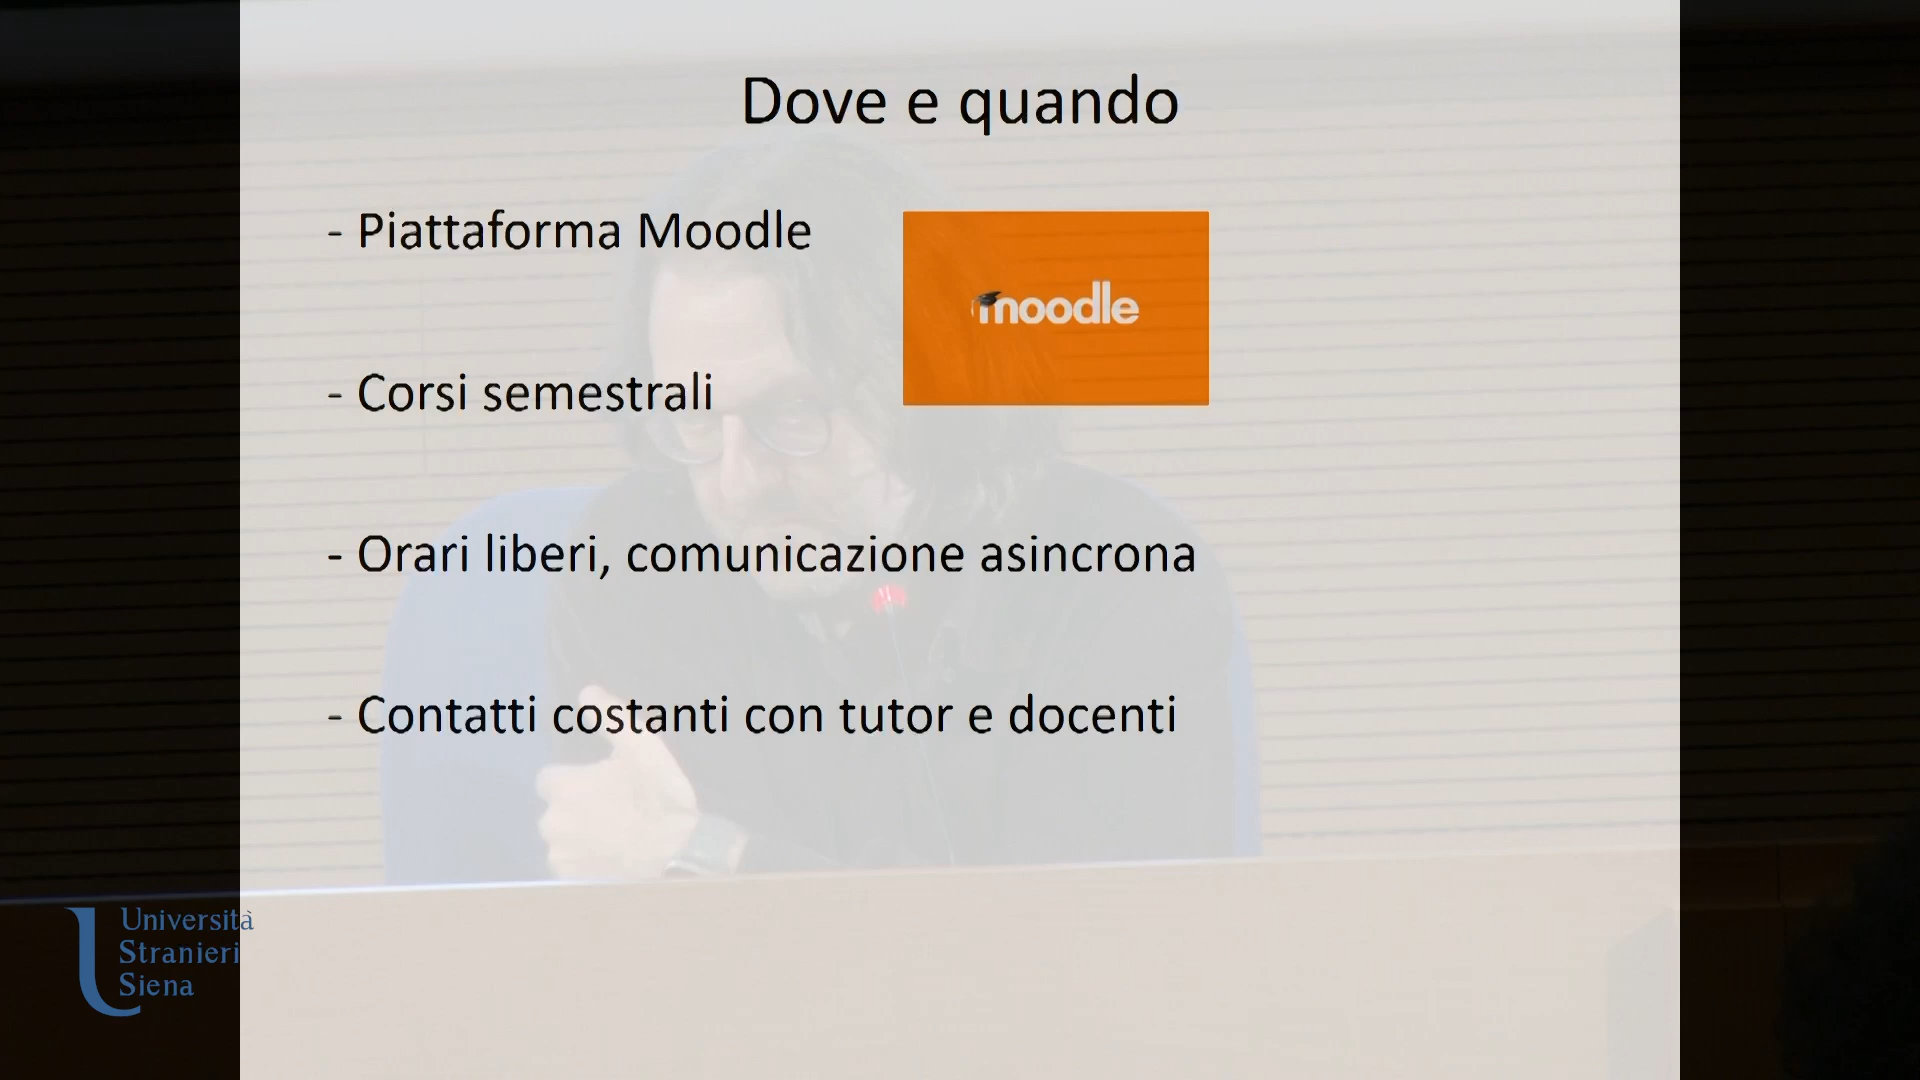 Dove e quando
- Piattaforma Moodle
moodle
- Corsi semestrali
- Orari liberi, comunicazione asincrona
- Contatti costanti con tutor e docenti
Università
Stranieri
Siena